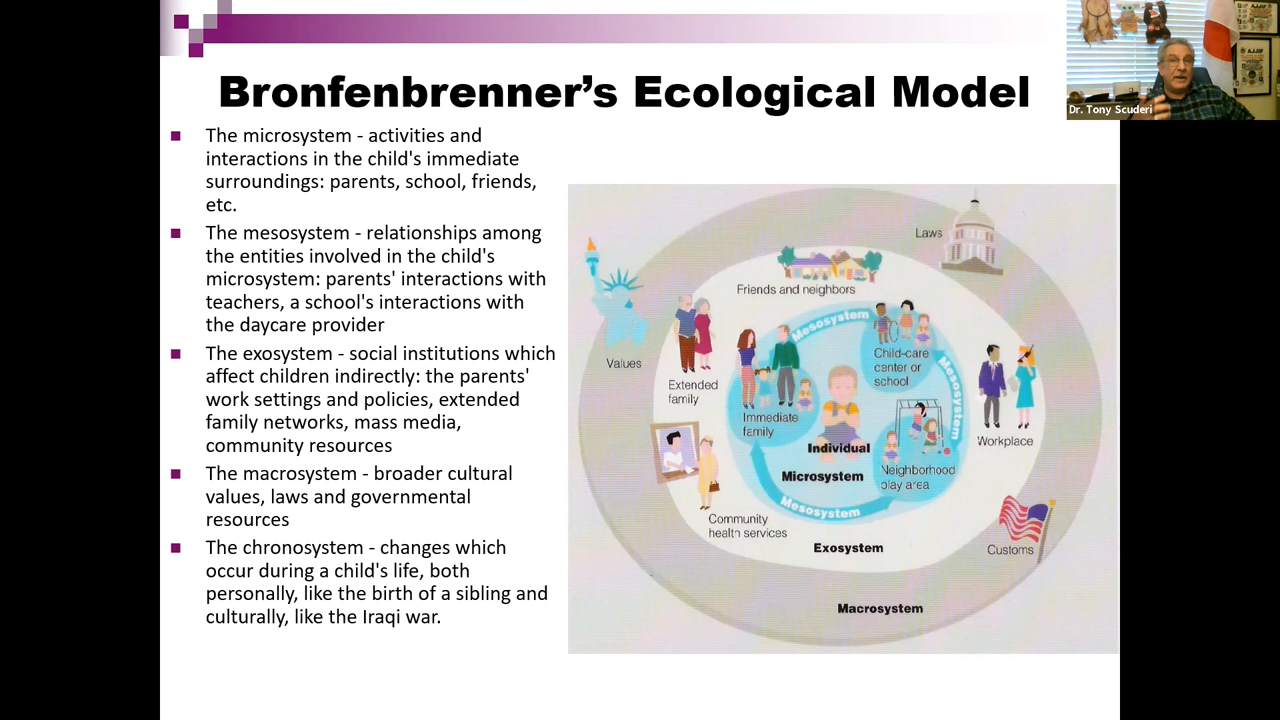 Bronfenbrenner's Ecological Model
The microsystem - activities and
interactions in the child's immediate
surroundings: parents, school, friends,
etc.
The mesosystem - relationships among
the entities involved in the child's
microsystem: parents' interactions with
teachers, a school's interactions with
the daycare provider
The exosystem - social institutions which
affect children indirectly: the parents'
work settings and policies, extended
family networks, mass media,
community resources
The macrosystem - broader cultural
values, laws and governmental
resources
The chronosystem - changes which
occur during a child's life, both
personally, like the birth of a sibling and
culturally, like the Iraqi war.
Laws
Friends and neighbors
Values
Extended
family
Mesosystem
Child-care
center or
school
Mesosystem
Immediate
family
Individual
Workplace
Microsystem
Neighborhood
play area
Mesosystem
Community
health services
Exosystem
Customs
Macrosystem
Dr. Tony Scuderi
AJJIF
AJJIF